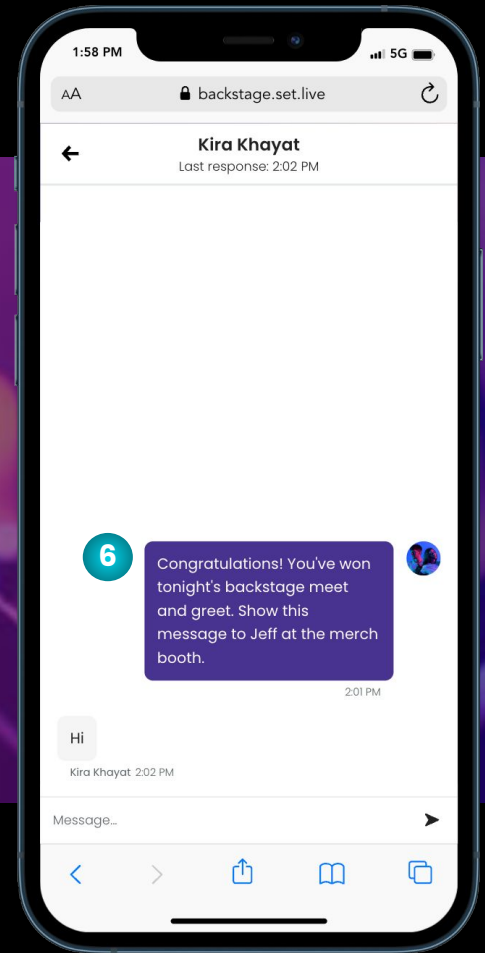 1:58 PM
5G
AA
backstage.set.live
Kira Khayat
Last response: 2:02 PM
6
Congratulations! You've won
tonight's backstage meet
and greet. Show this
message to Jeff at the merch
booth.
2:01 PM
Hi
Kira Khayat 2:02 PM
Message...